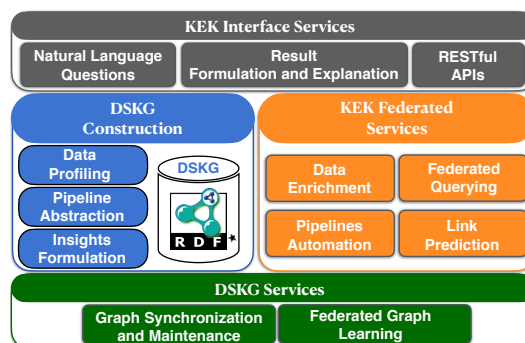 KEK Interface Services
Natural Language
Questions
Result
Formulation and Explanation
RESTful
APIs
DSKG
Construction
Data
Profiling
Pipeline
Abstraction
Insights
Formulation
DSKG
RDF*
KEK Federated
Services
Data
Enrichment
Federated
Querying
Pipelines
Automation
Link
Prediction
DSKG Services
Graph Synchronization
and Maintenance
Federated Graph
Learning